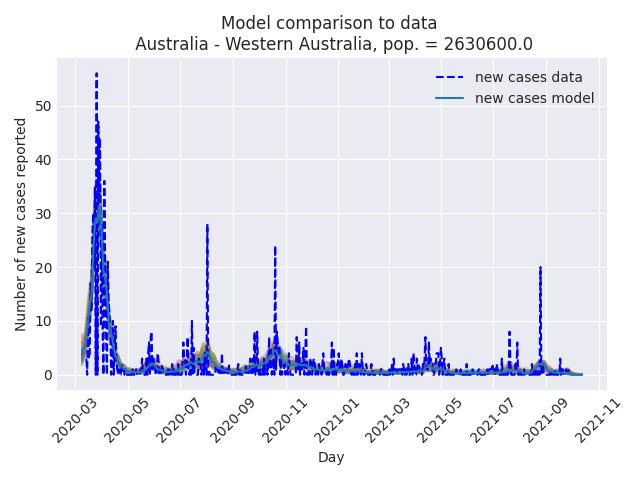 Model comparison to data
Australia - Western Australia, pop. = 2630600.0
new cases data
new cases model
Number of new cases reported
50
40
30
20
10
0
2020-03
2020-05
2020-07
2020-09
2020-11
2021-01
2021-03
2021-05
2021-07
2021-09
2021-11
Day